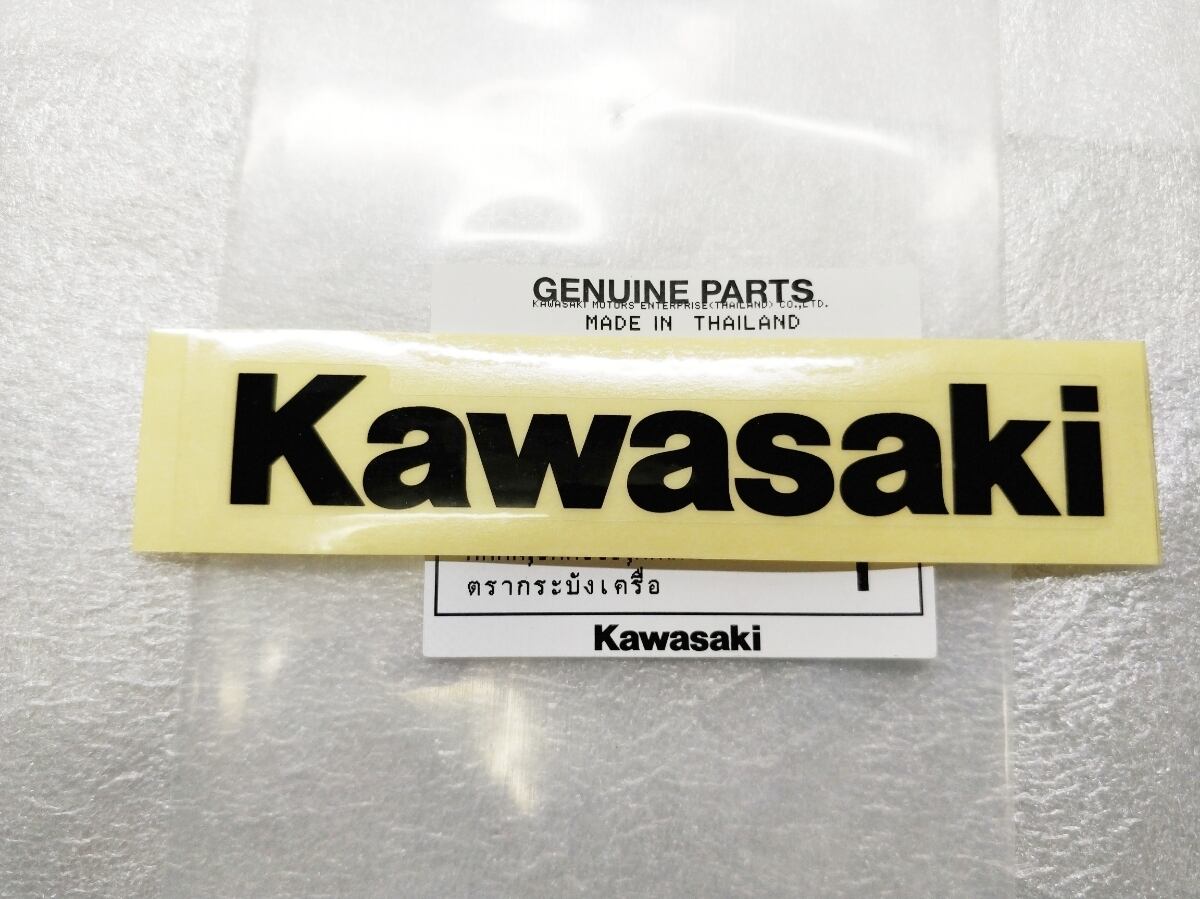 GENUINE PARTS
KAWASAKI MOTORS ENTERPRISE(THAILAND) CO.,LTD.
MADE IN THAILAND
Kawasaki
ตรากระบังเครื่อ
Kawasaki